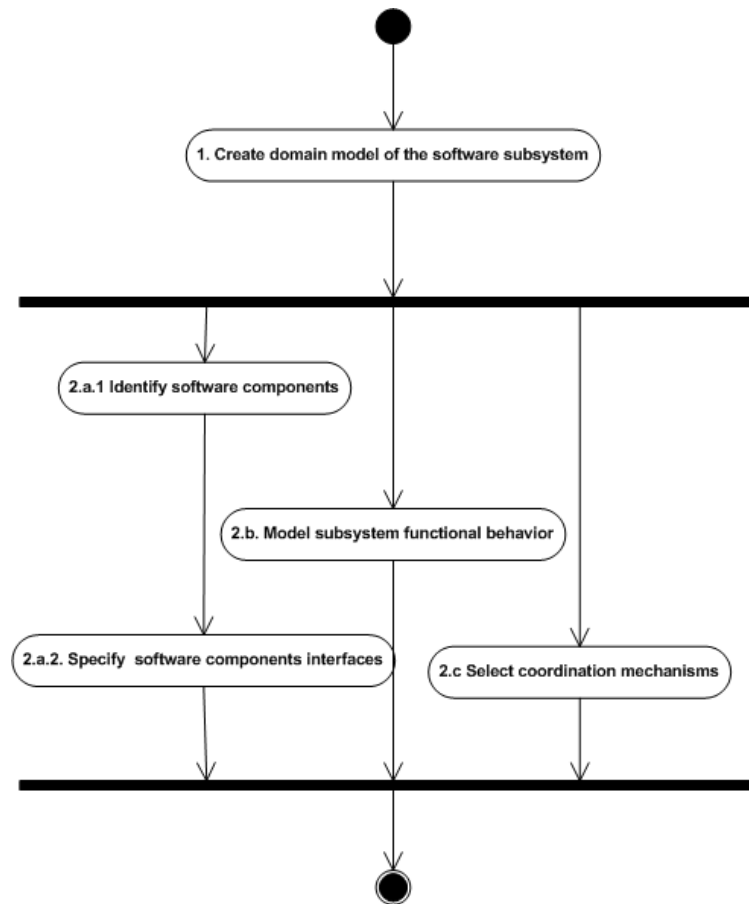 1. Create domain model of the software subsystem
2.a.1 Identify software components
2.b. Model subsystem functional behavior
2.a.2. Specify software components interfaces
2.c Select coordination mechanisms